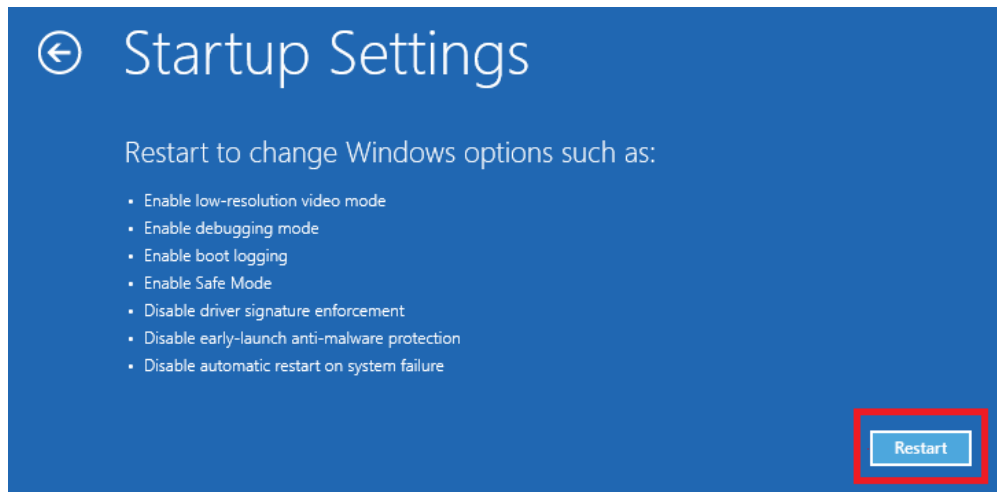 Startup Settings
Restart to change Windows options such as:
• Enable low-resolution video mode
• Enable debugging mode
• Enable boot logging
• Enable Safe Mode
• Disable driver signature enforcement
• Disable early-launch anti-malware protection
• Disable automatic restart on system failure
Restart